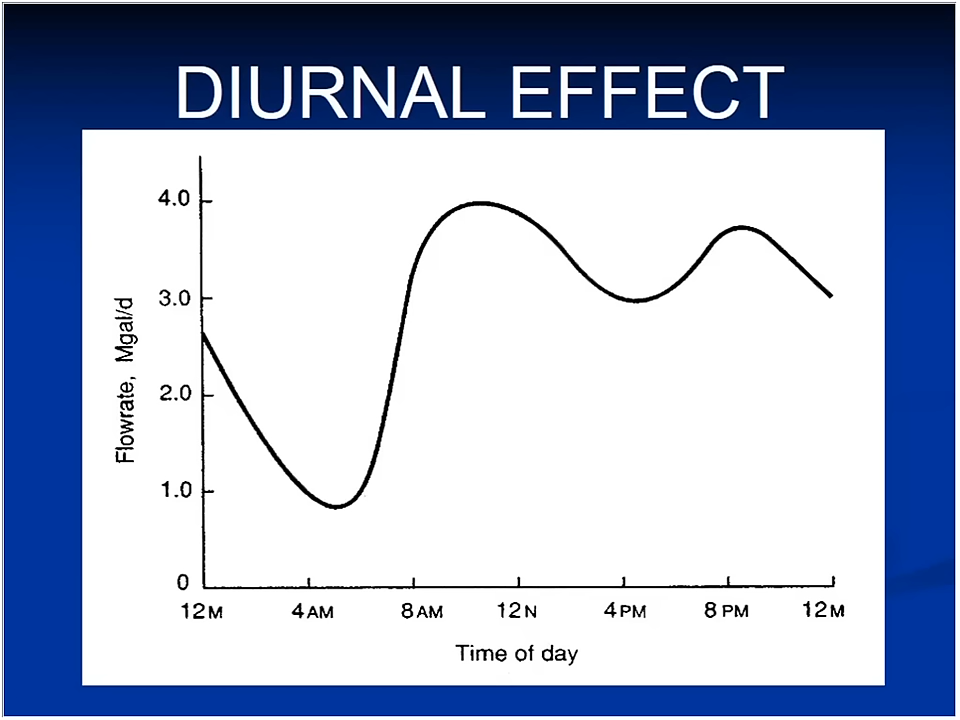 DIURNAL EFFECT
4.0
3.0
2.0
1.0
0
Flowrate, Mgal/d
12M 4AM 8AM 12N 4PM 8PM 12M
Time of day